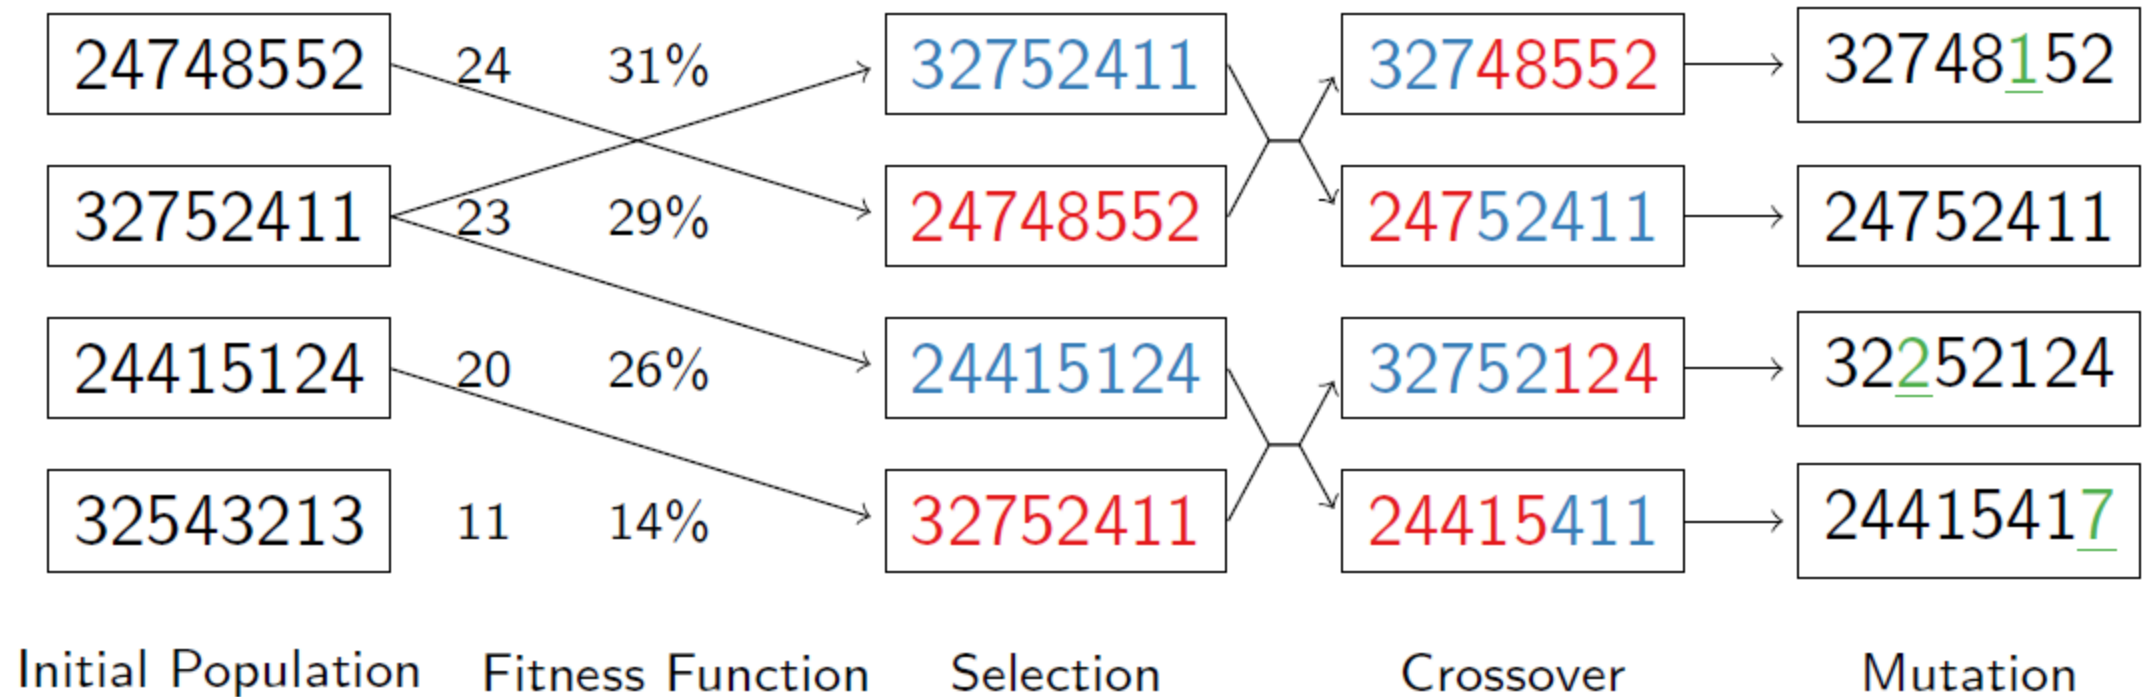 24748552 24 31% 32752411 32748552 32748152
32752411 23 29% 24748552 24752411 24752411
24415124 20 26% 24415124 32752124 32252124
32543213 11 14% 32752411 24415411 24415417
Initial Population Fitness Function Selection Crossover Mutation